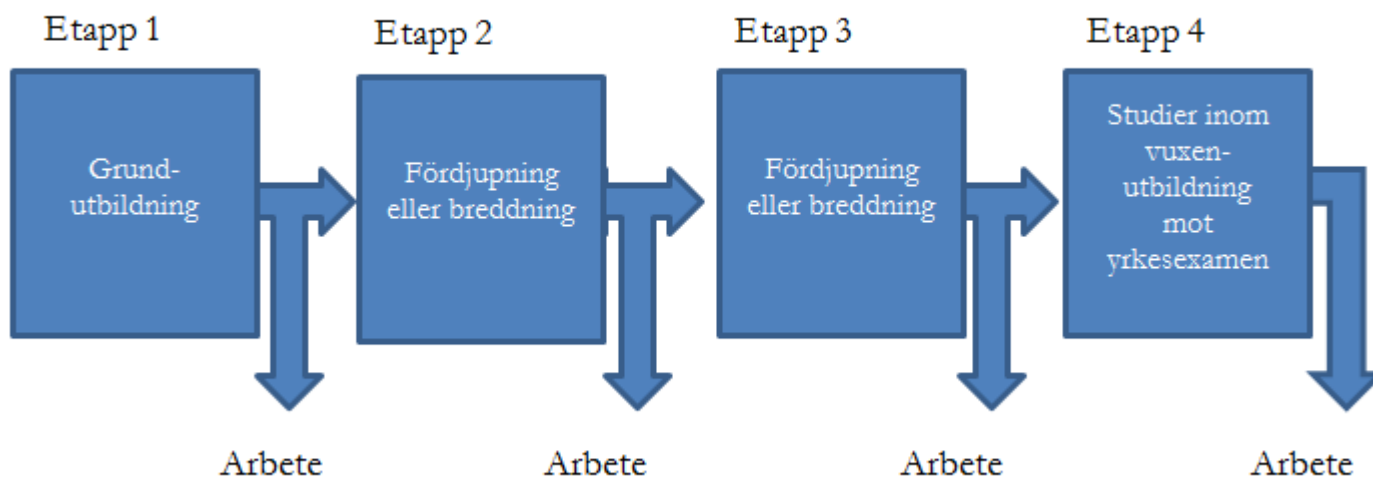 Etapp 1
Etapp 2
Etapp 3
Etapp 4
Grund-
utbildning
Fördjupning
eller breddning
Fördjupning
eller breddning
Studier inom
vuxen-
utbildning
mot
yrkesexamen
Arbete
Arbete
Arbete
Arbete